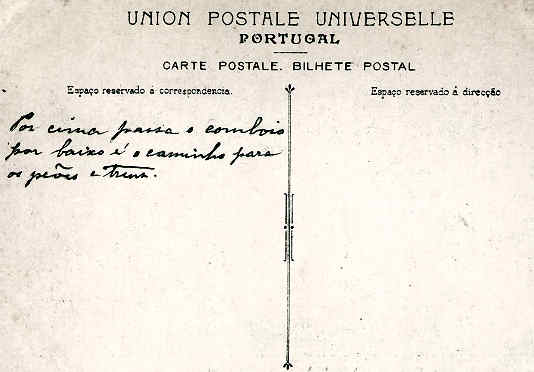 UNION POSTALE UNIVERSELLE
PORTUGAL
CARTE POSTALE. BILHETE POSTAL
Espaço reservado á correspondencia.
Espaço reservado á direcção
Por cima passa o comboio
por baixo é o caminho para
os peões e trens.